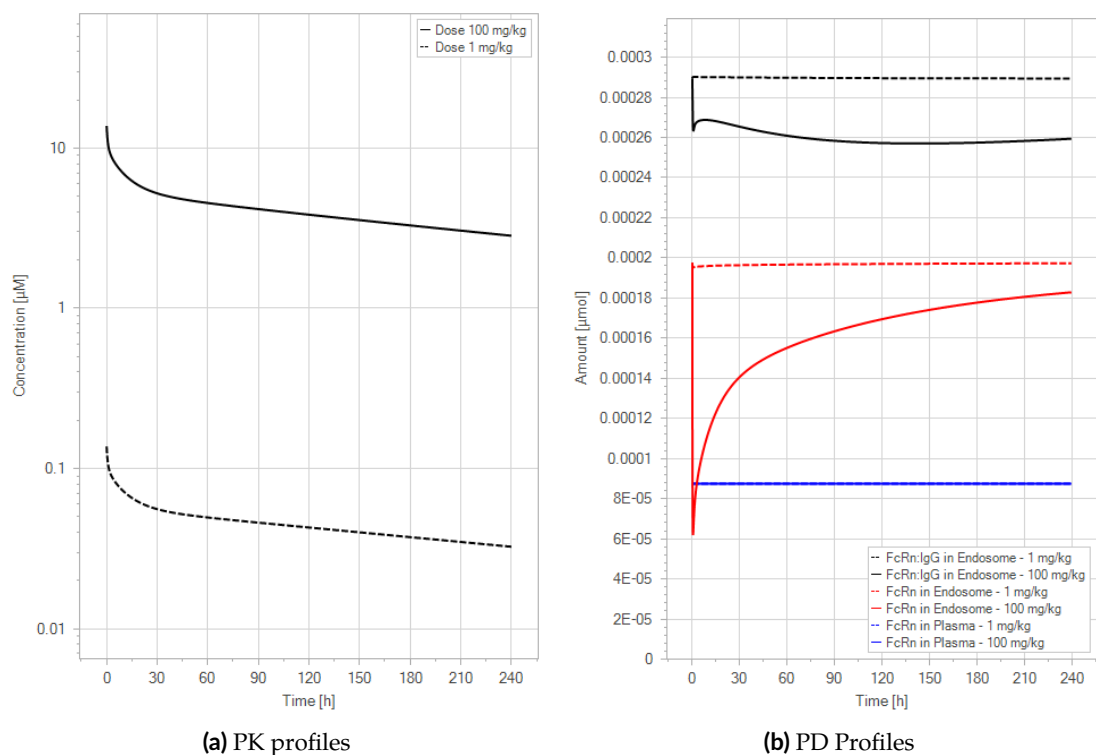 Dose 100 mg/kg
Dose 1 mg/kg
10
1
0.1
0.01
Concentration [µM]
0 30 60 90 120 150 180 210 240
Time [h]
(a) PK profiles
0.0003
0.00028
0.00026
0.00024
0.00022
0.0002
0.00018
0.00016
0.00014
0.00012
0.0001
8E-05
6E-05
4E-05
2E-05
0
Amount [µmol]
FcRn:IgG in Endosome - 1 mg/kg
FcRn:IgG in Endosome - 100 mg/kg
FcRn in Endosome - 1 mg/kg
FcRn in Endosome - 100 mg/kg
FcRn in Plasma - 1 mg/kg
FcRn in Plasma - 100 mg/kg
0 30 60 90 120 150 180 210 240
Time [h]
(b) PD Profiles